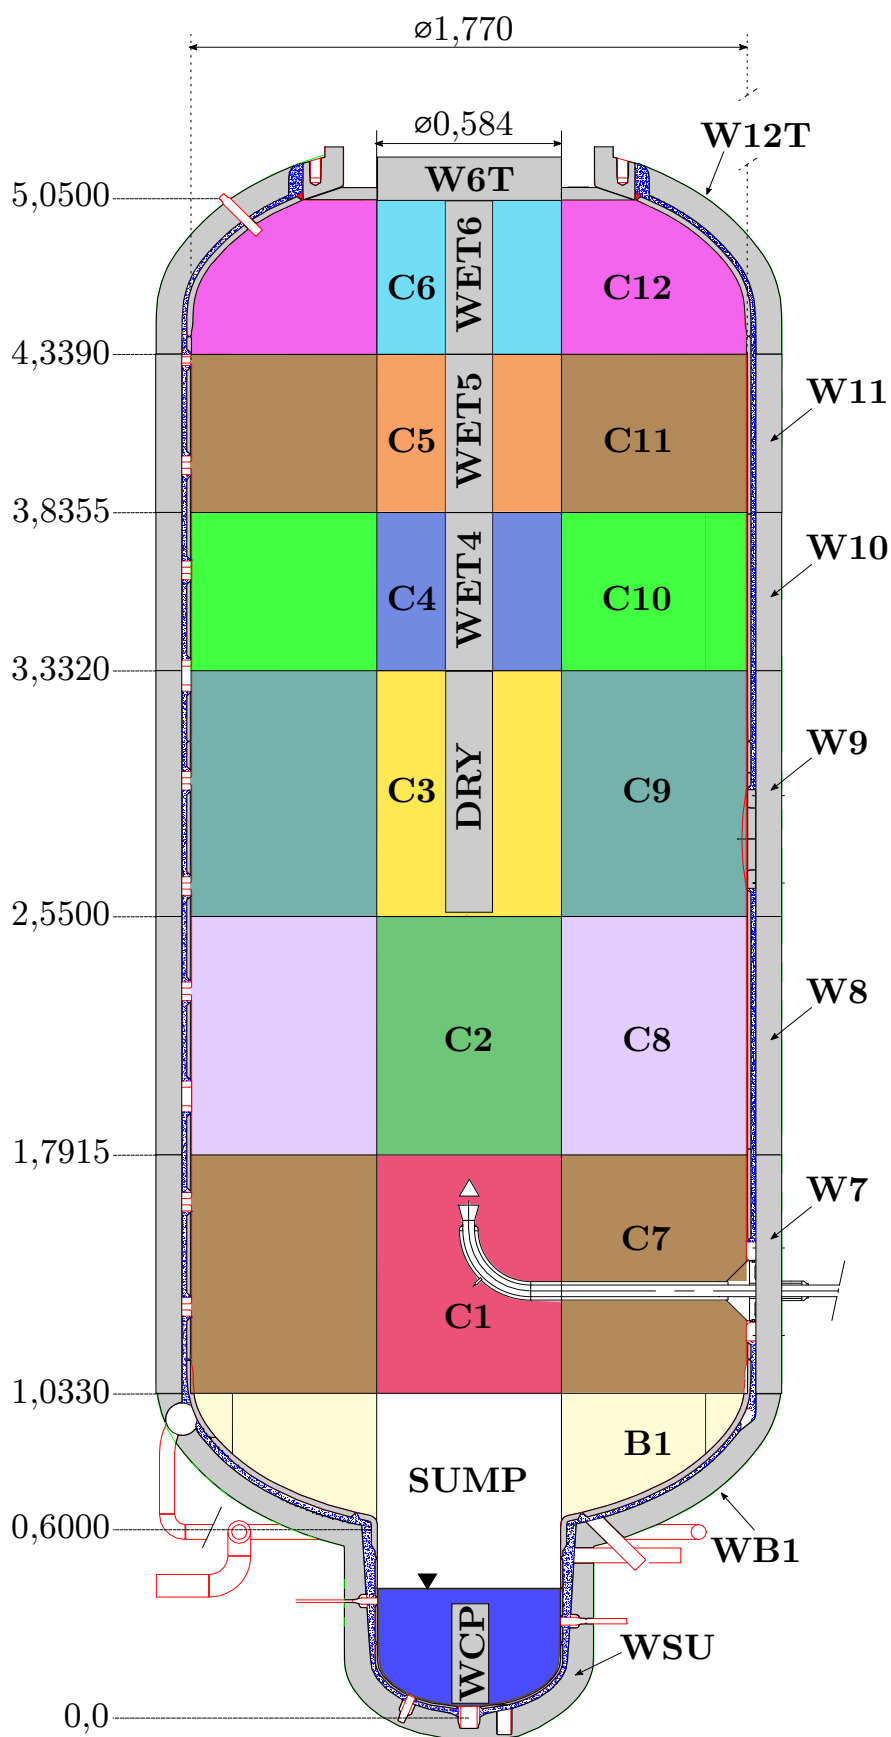 ⌀1,770
⌀0,584
W12T
W6T
5,0500
WET6
C6
C12
4,3390
W11
WET5
C5
C11
3,8355
W10
WET4
C4
C10
3,3320
W9
DRY
C3
C9
2,5500
W8
C2
C8
1,7915
W7
C7
C1
1,0330
B1
SUMP
0,6000
WB1
WCP
WSU
0,0